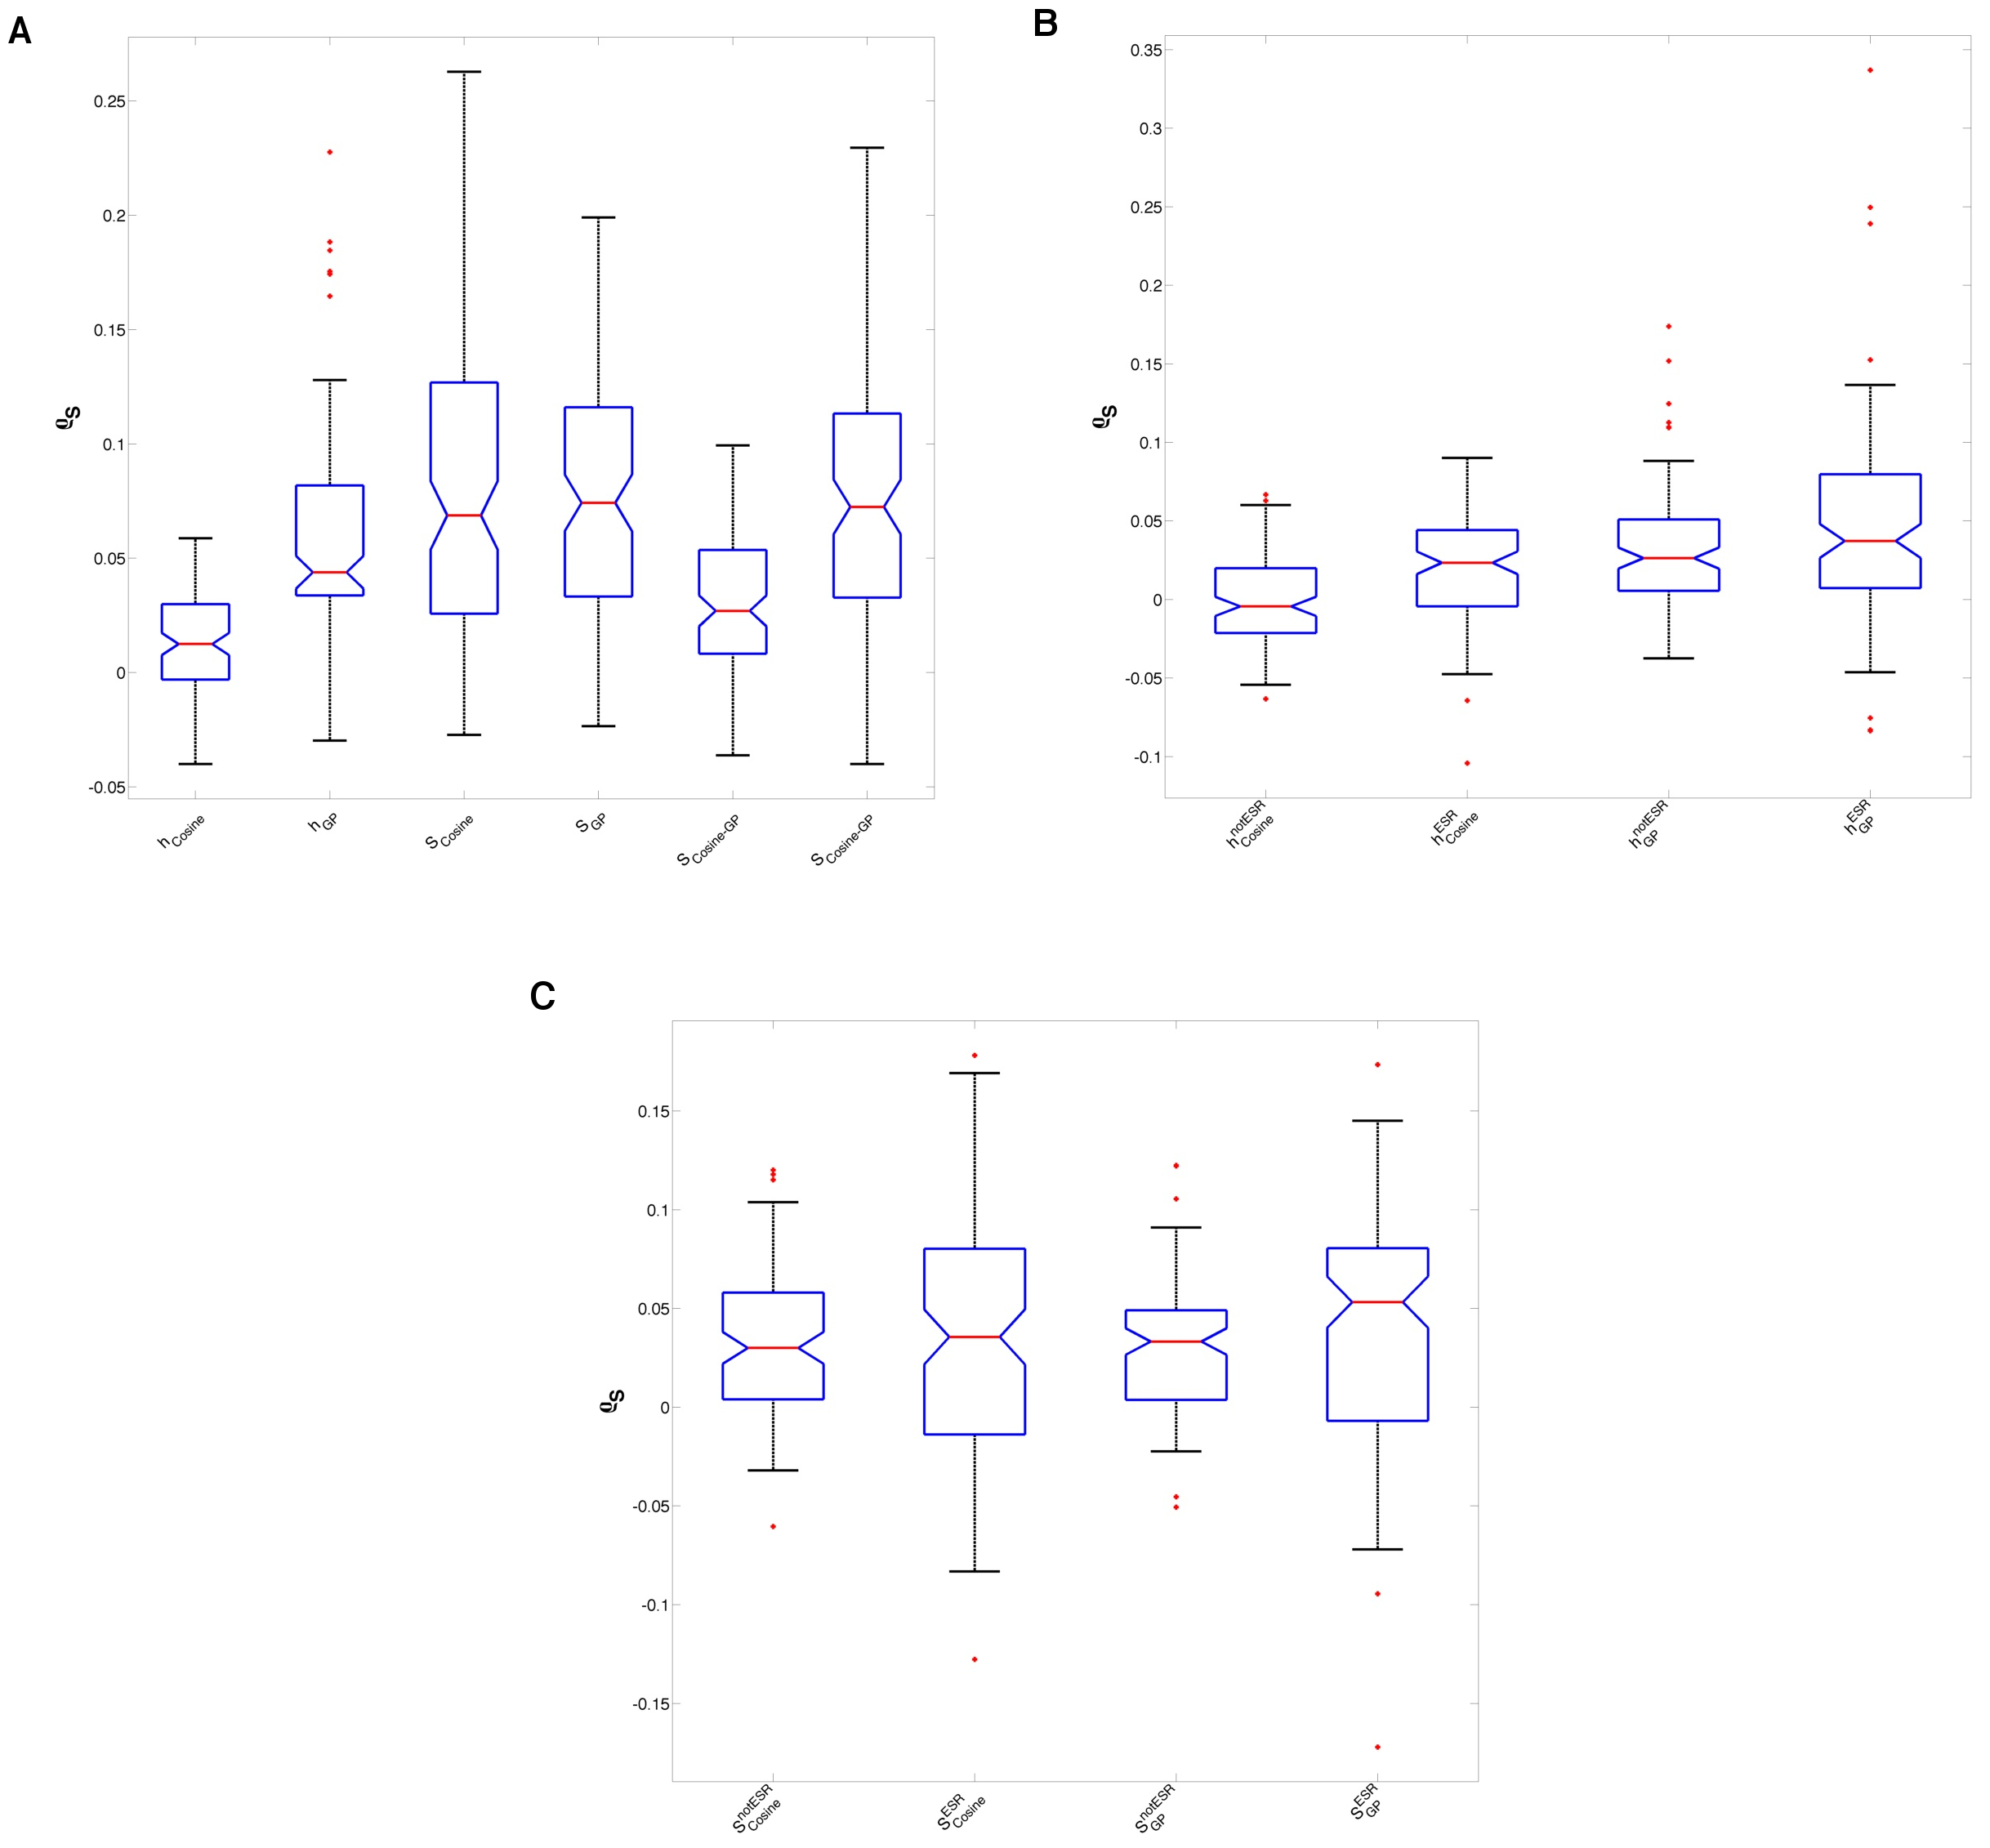 A
0.25
0.2
0.15
0.1
0.05
0
-0.05
ϱS
hCosine
hGP
SCosine
SGP
SCosine-GP
SCosine-GP
B
0.35
0.3
0.25
0.2
0.15
0.1
0.05
0
-0.05
-0.1
ϱS
hnotESR Cosine
hESR Cosine
hnotESR GP
hESR GP
C
0.15
0.1
0.05
0
-0.05
-0.1
-0.15
ϱS
SnotESR Cosine
SESR Cosine
SnotESR GP
SESR GP